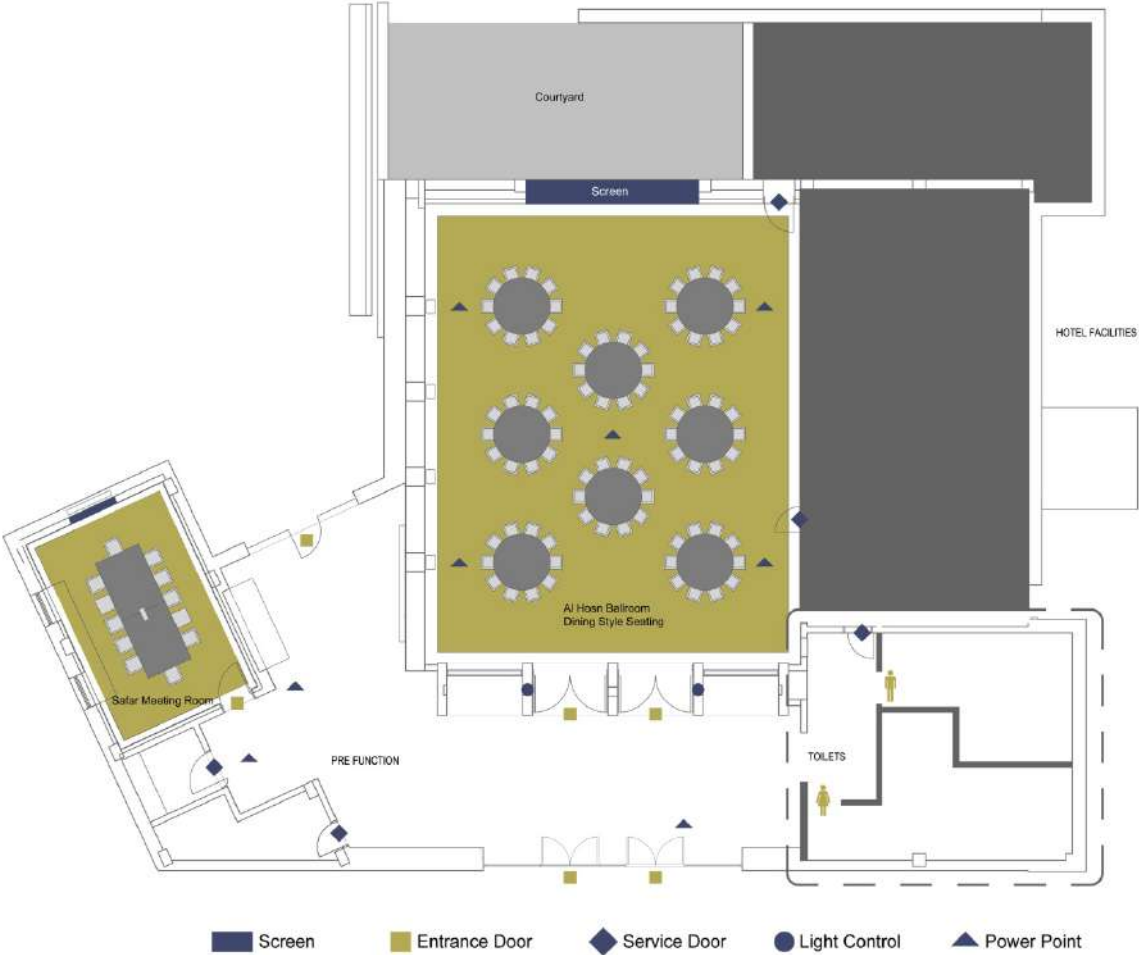 Courtyard
Screen
HOTEL FACILITIES
Al Hosn Ballroom
Dining Style Seating
Safar Meeting Room
PRE FUNCTION
TOILETS
Screen
Entrance Door
Service Door
Light Control
Power Point